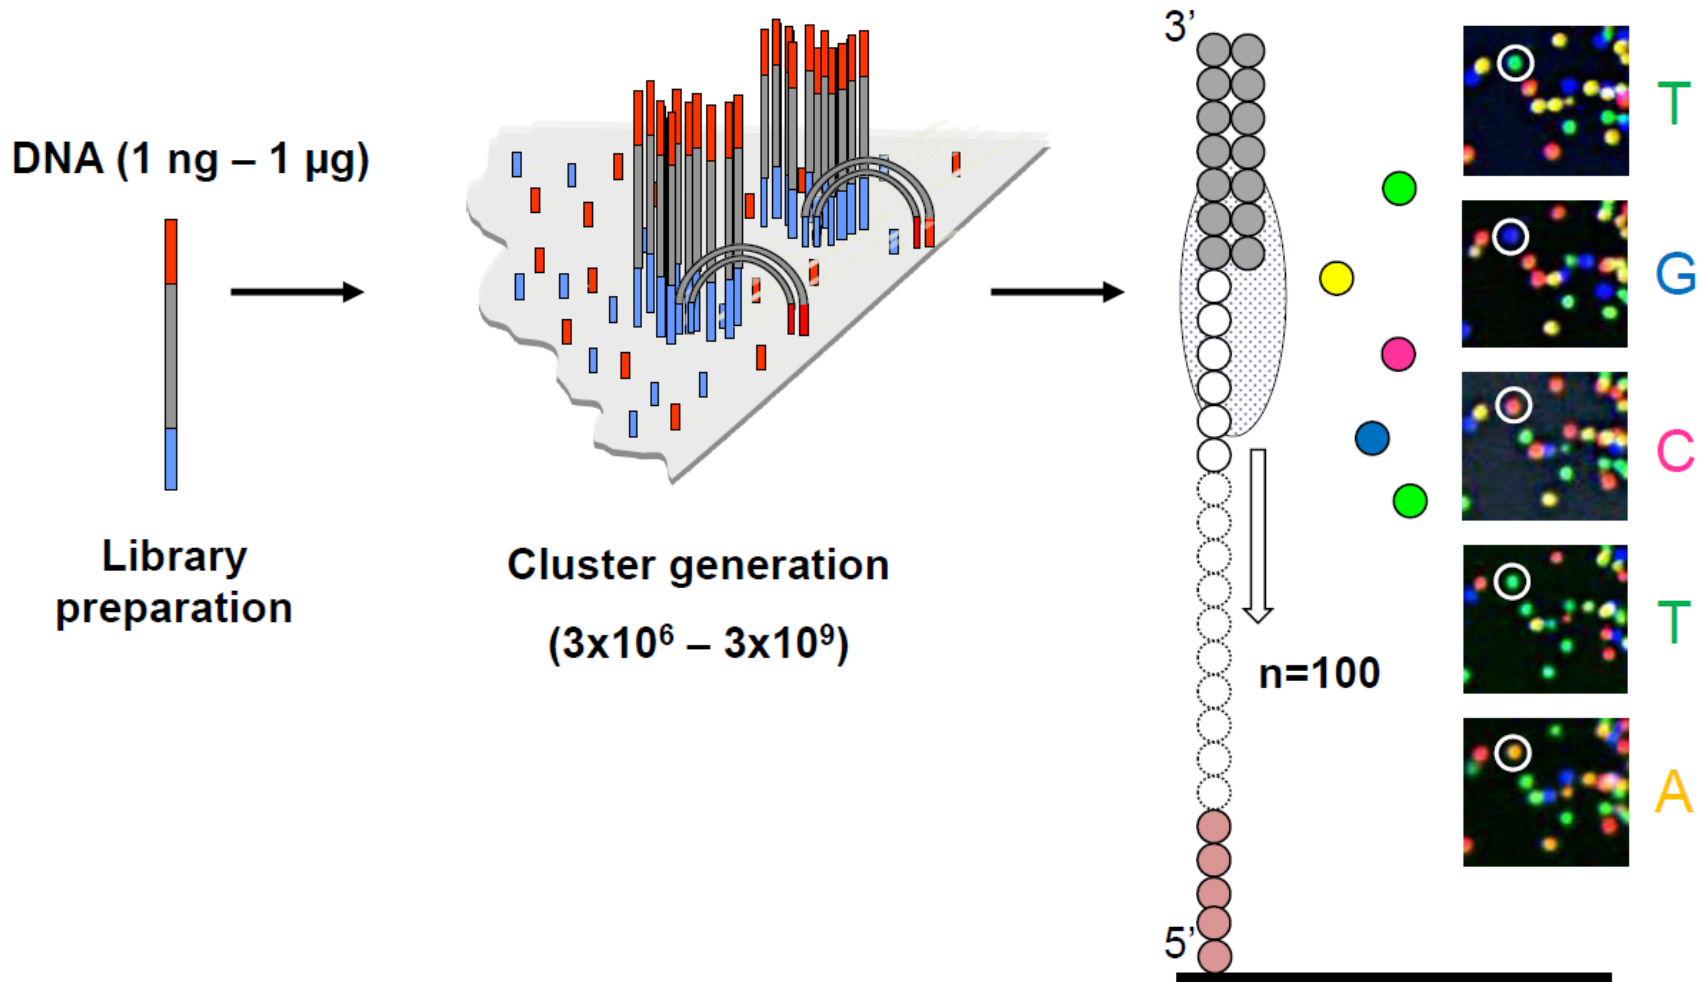 DNA (1 ng – 1 µg)
Library
preparation
Cluster generation
(3x10⁶ – 3x10⁹)
3’
5’
n=100
T
G
C
T
A